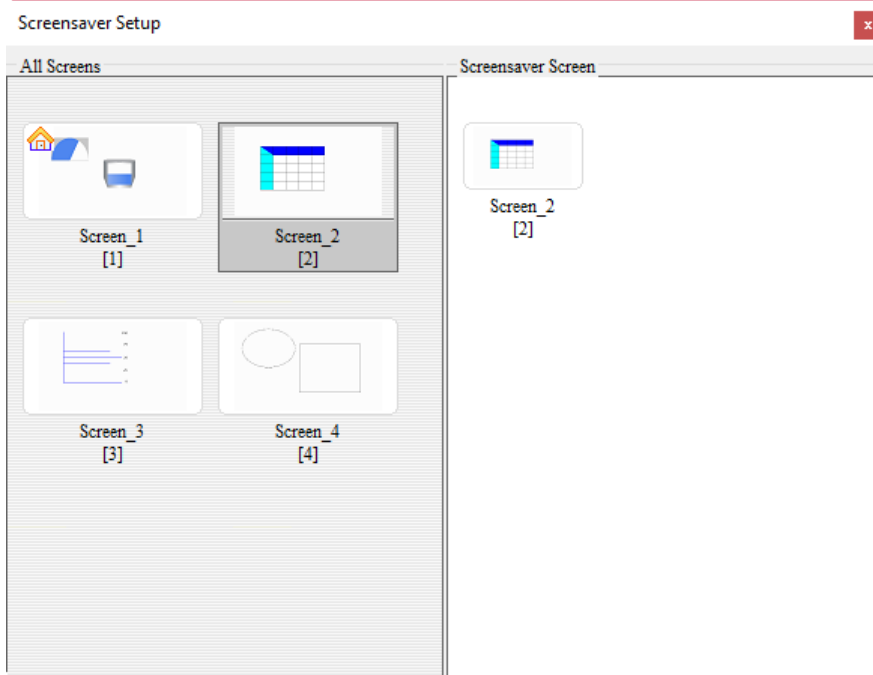 Screensaver Setup
x
All Screens
Screensaver Screen
Screen_1
[1]
Screen_2
[2]
Screen_2
[2]
Screen_3
[3]
Screen_4
[4]